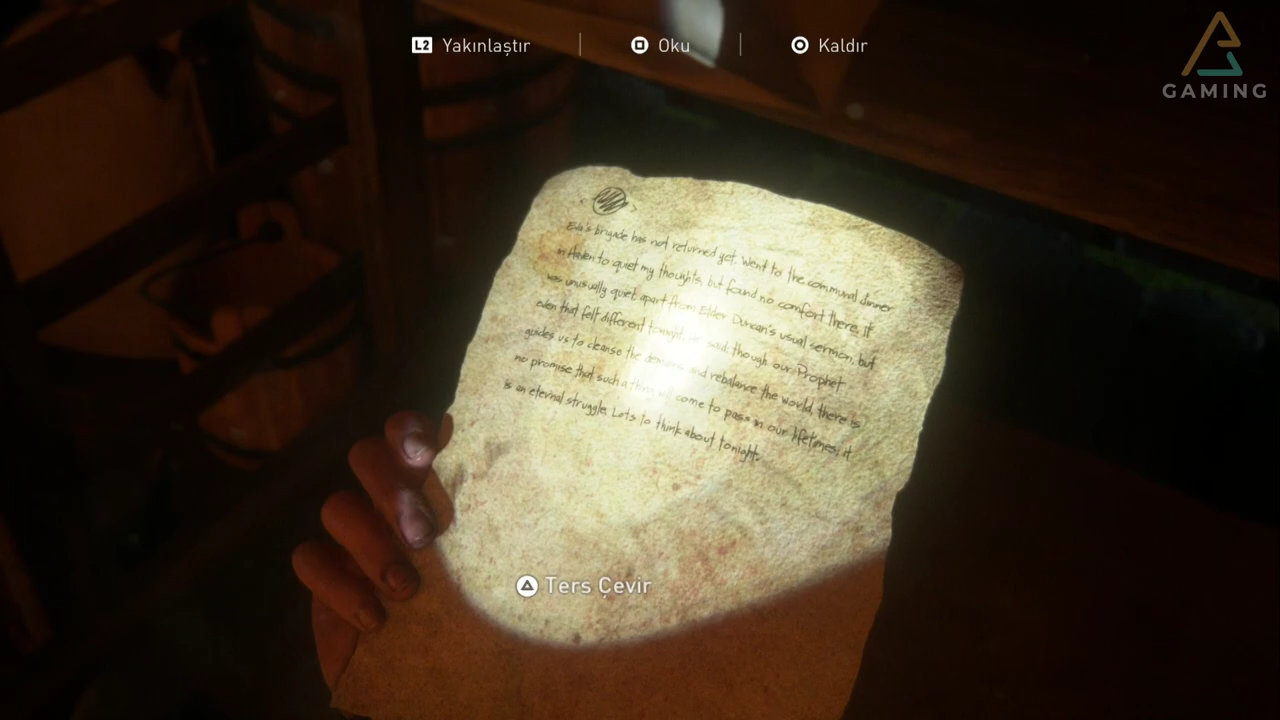 L2 Yakınlaştır
Oku
Kaldır
GAMING
Eva's brigade has not returned yet. Went to the communal dinner
in Haven to quiet my thoughts, but found no comfort there, it
was unusually quiet apart from Elder Duncan's usual sermon, but
even that felt different tonight. He said though our Prophet
guides us to cleanse the demons and rebalance the world, there is
no promise that such a thing will come to pass in our lifetimes; it
is an eternal struggle. Lots to think about tonight.
Ters Çevir